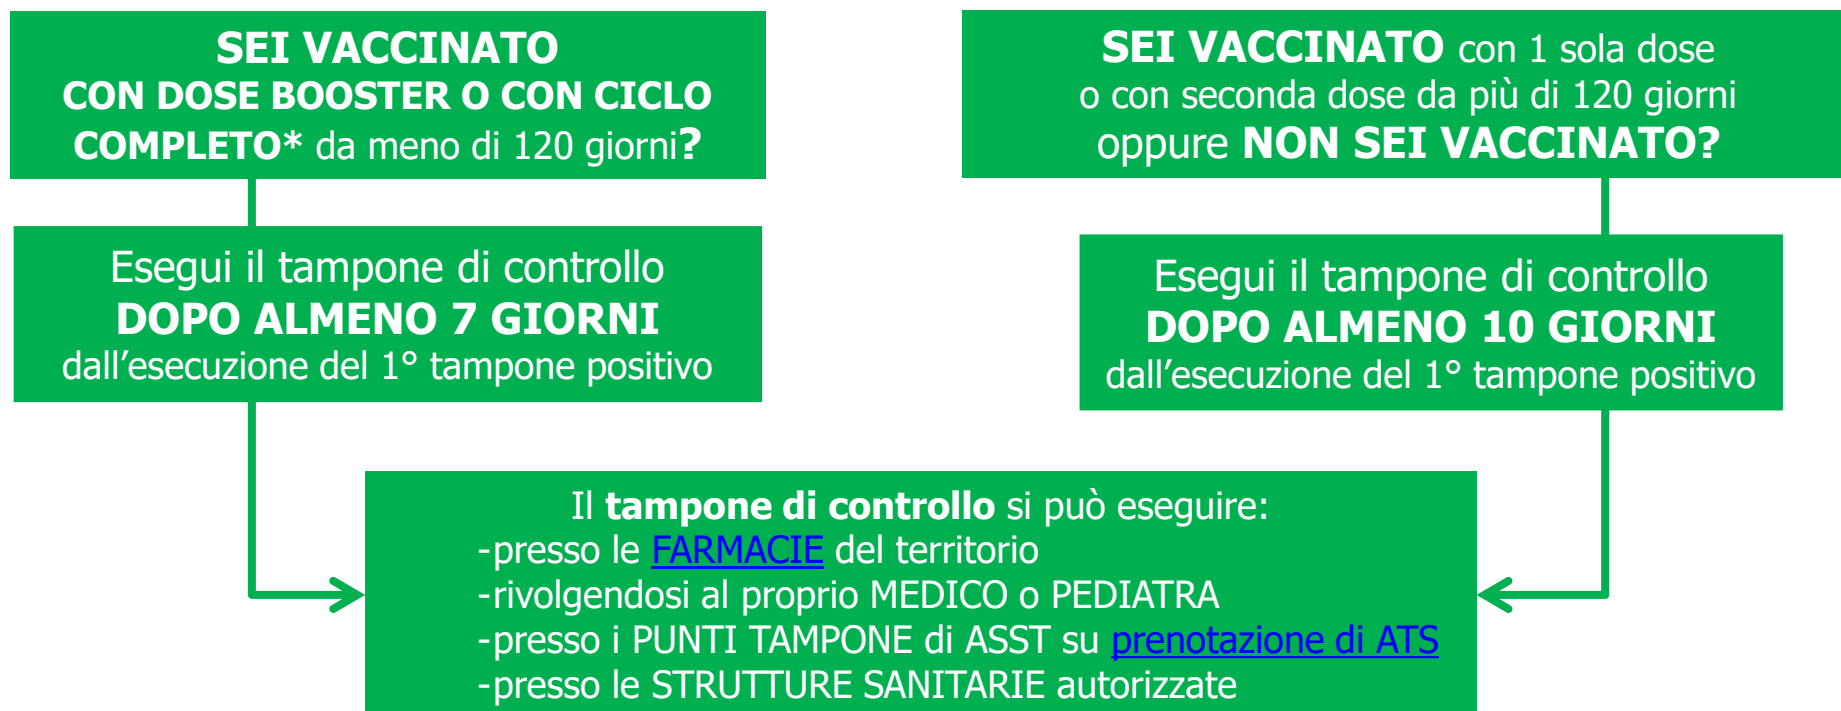 SEI VACCINATO
CON DOSE BOOSTER O CON CICLO
COMPLETO* da meno di 120 giorni?
SEI VACCINATO con 1 sola dose
o con seconda dose da più di 120 giorni
oppure NON SEI VACCINATO?
Esegui il tampone di controllo
DOPO ALMENO 7 GIORNI
dall’esecuzione del 1° tampone positivo
Esegui il tampone di controllo
DOPO ALMENO 10 GIORNI
dall’esecuzione del 1° tampone positivo
Il tampone di controllo si può eseguire:
-presso le FARMACIE del territorio
-rivolgendosi al proprio MEDICO o PEDIATRA
-presso i PUNTI TAMPONE di ASST su prenotazione di ATS
-presso le STRUTTURE SANITARIE autorizzate